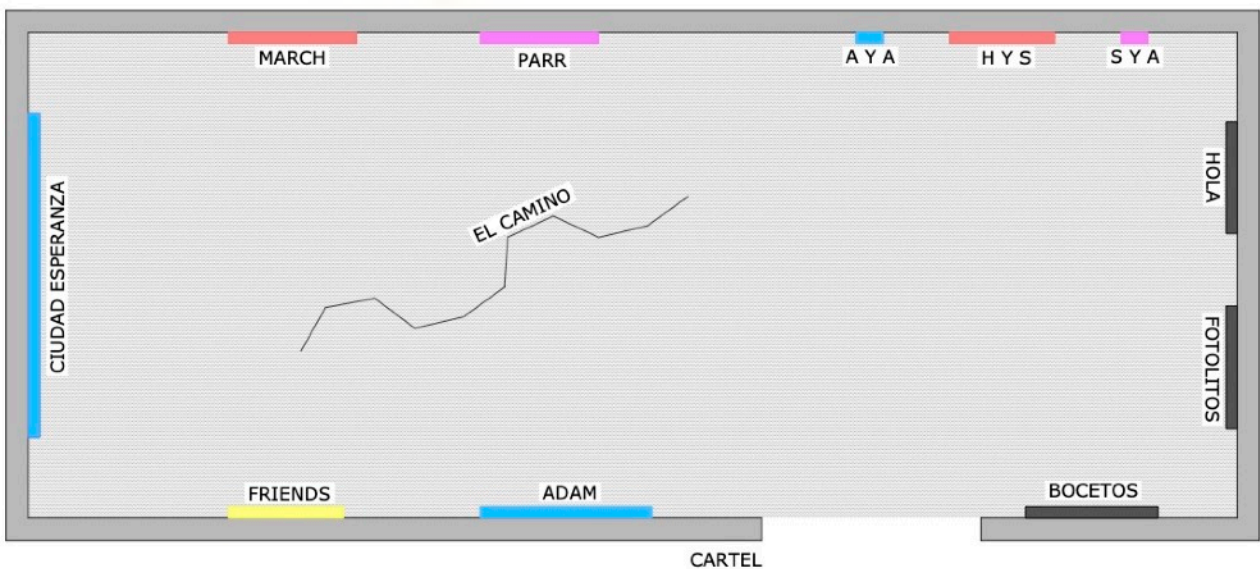 MARCH
PARR
A Y A
H Y S
S Y A
CIUDAD ESPERANZA
EL CAMINO
HOLA
FOTOLITOS
FRIENDS
ADAM
BOCETOS
CARTEL